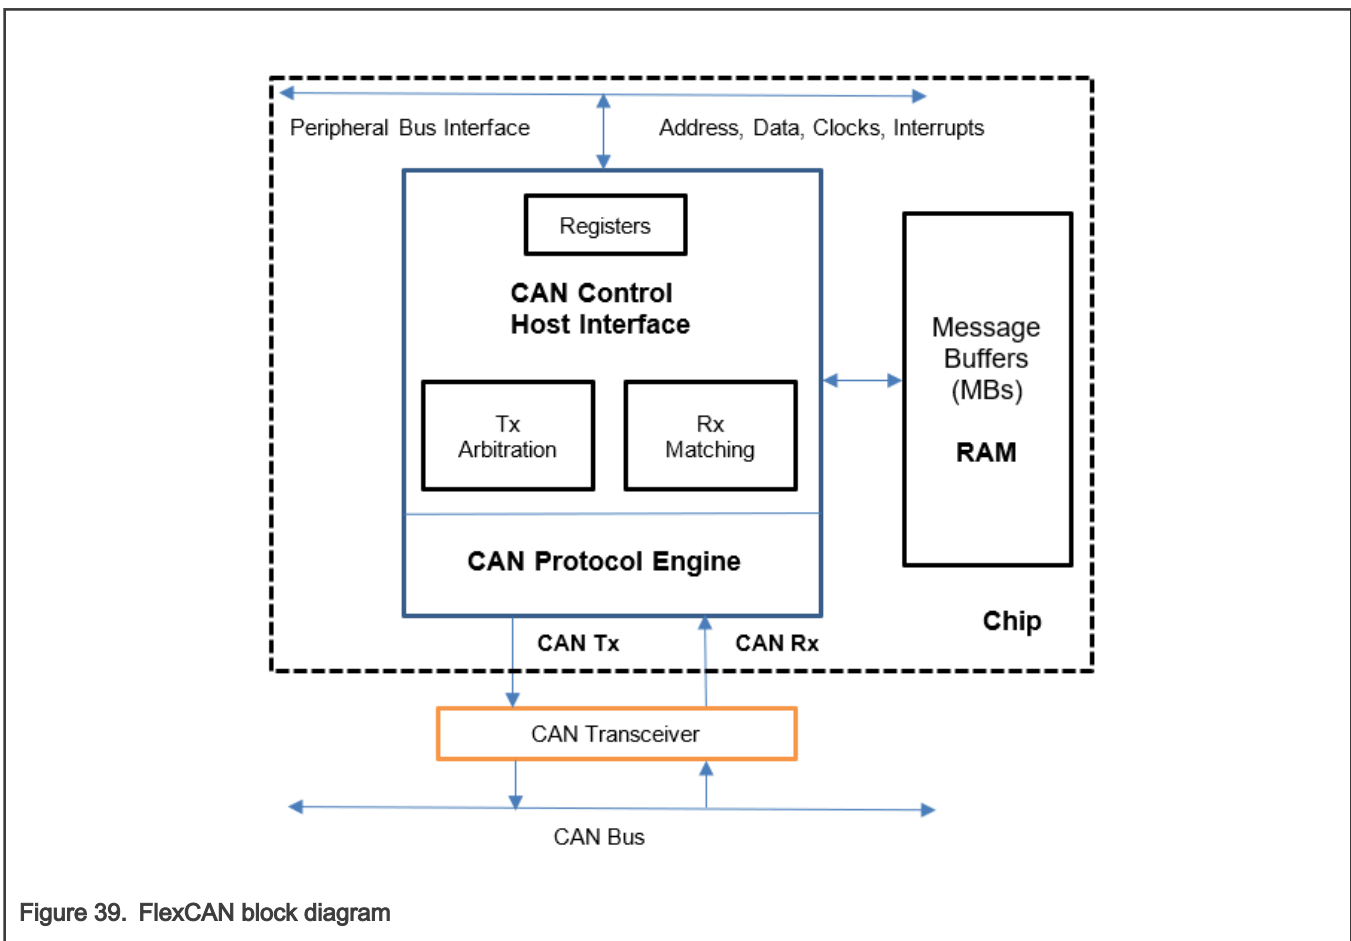 Peripheral Bus Interface
Address, Data, Clocks, Interrupts
Registers
CAN Control
Host Interface
Tx
Arbitration
Rx
Matching
Message
Buffers
(MBs)
RAM
CAN Protocol Engine
Chip
CAN Tx
CAN Rx
CAN Transceiver
CAN Bus
Figure 39. FlexCAN block diagram